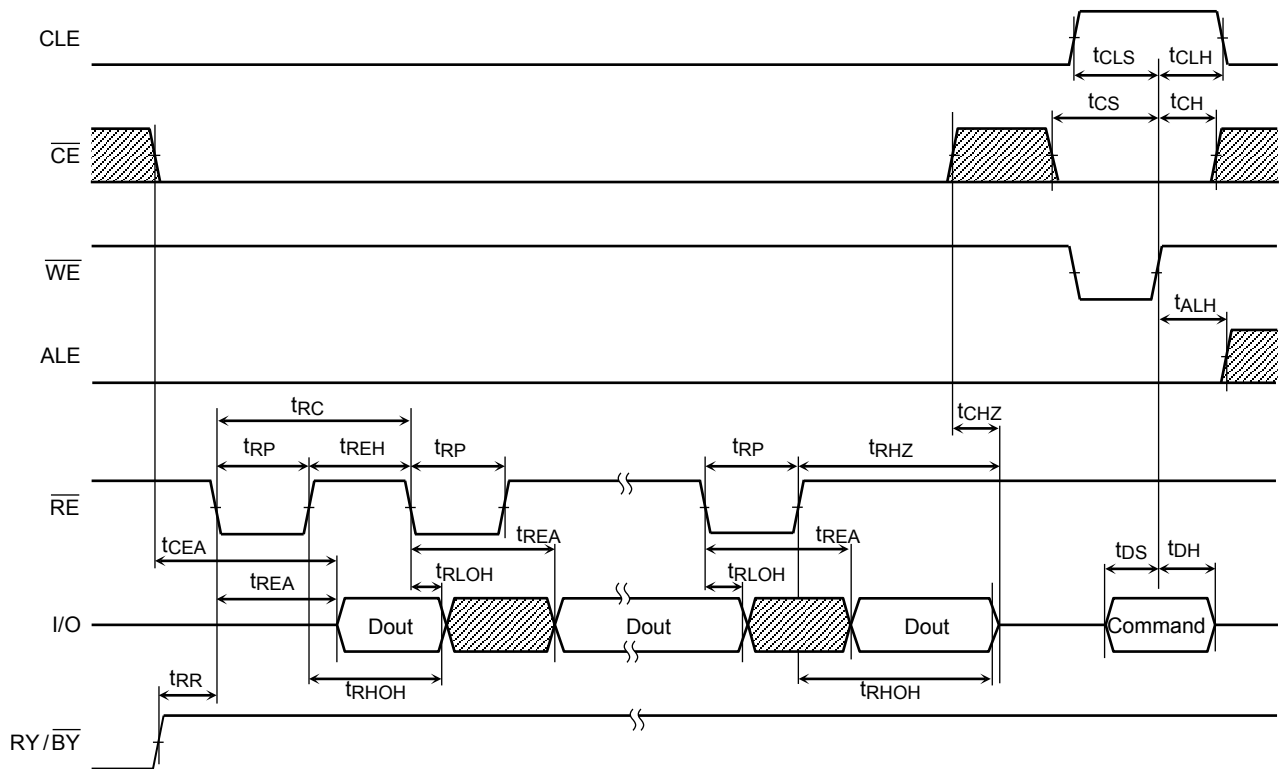 CLE
tCLS tCLH
tCS tCH
CE
WE
tALH
ALE
tRC
tCHZ
tRP tREH tRP tRP tRHZ
RE
tCEA tREA tREA
tDS tDH
tREA tRLOH tRLOH
I/O Dout Dout Dout Command
tRR tRHOH tRHOH
RY/BY